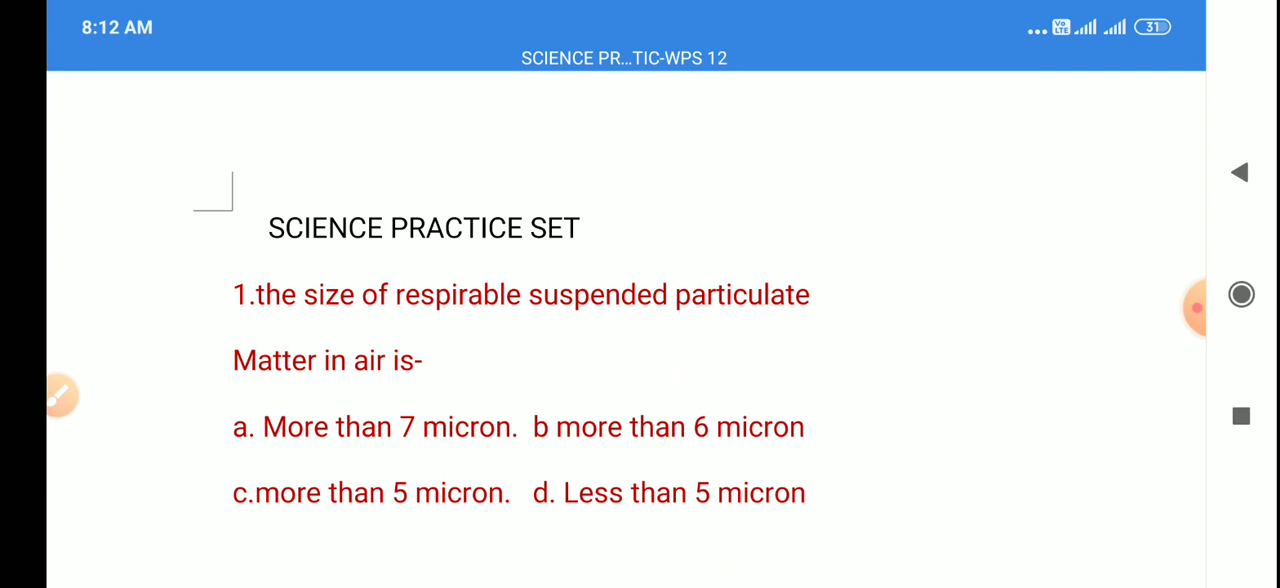 8:12 AM
... Vo LTE 31
SCIENCE PR...TIC-WPS 12
SCIENCE PRACTICE SET
1.the size of respirable suspended particulate
Matter in air is-
a. More than 7 micron. b more than 6 micron
c.more than 5 micron. d. Less than 5 micron